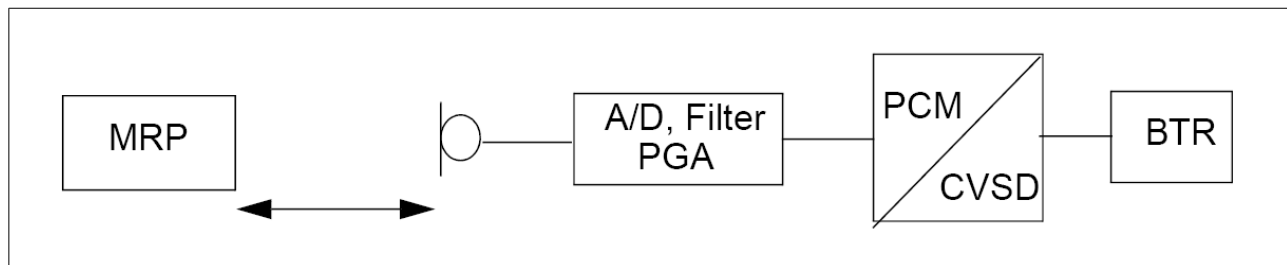 MRP
A/D, Filter
PGA
PCM
CVSD
BTR